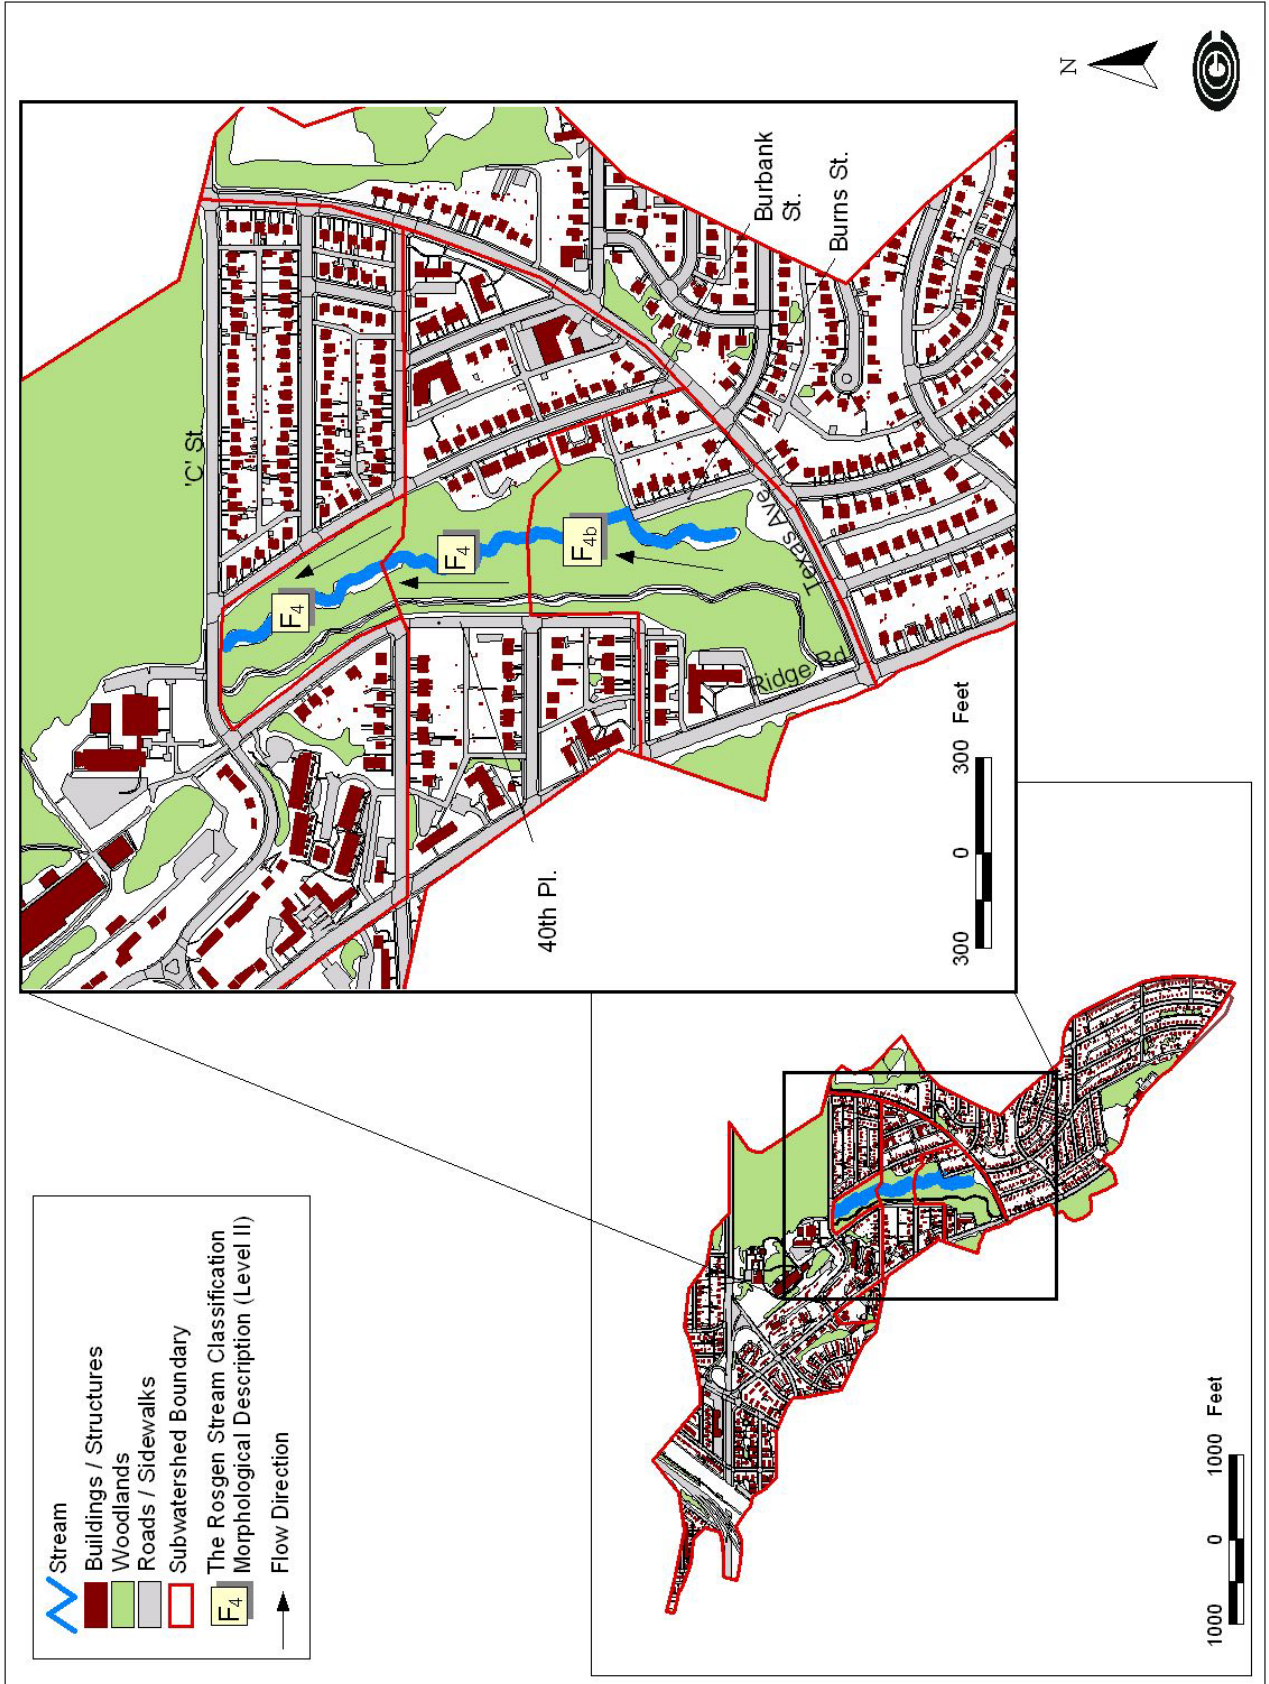 Stream
Buildings / Structures
Woodlands
Roads / Sidewalks
Subwatershed Boundary
F4
The Rosgen Stream Classification
Morphological Description (Level II)
Flow Direction
1000 0 1000 Feet
'C' St.
F4
F4
F4b
40th Pl.
Ridge Rd.
Texas Ave.
Burbank
St.
Burns St.
300 0 300 Feet
N
G